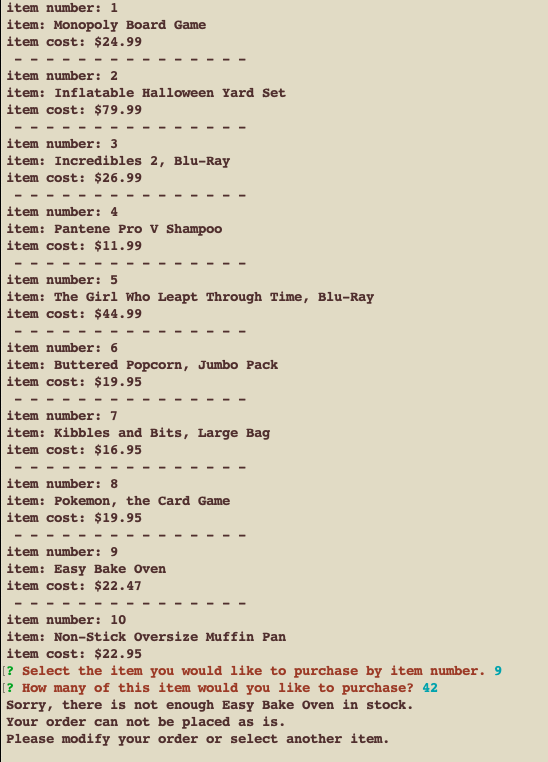 item number: 1
item: Monopoly Board Game
item cost: $24.99
- - - - - - - - - - - - - - -
item number: 2
item: Inflatable Halloween Yard Set
item cost: $79.99
- - - - - - - - - - - - - - -
item number: 3
item: Incredibles 2, Blu-Ray
item cost: $26.99
- - - - - - - - - - - - - - -
item number: 4
item: Pantene Pro V Shampoo
item cost: $11.99
- - - - - - - - - - - - - - -
item number: 5
item: The Girl Who Leapt Through Time, Blu-Ray
item cost: $44.99
- - - - - - - - - - - - - - -
item number: 6
item: Buttered Popcorn, Jumbo Pack
item cost: $19.95
- - - - - - - - - - - - - - -
item number: 7
item: Kibbles and Bits, Large Bag
item cost: $16.95
- - - - - - - - - - - - - - -
item number: 8
item: Pokemon, the Card Game
item cost: $19.95
- - - - - - - - - - - - - - -
item number: 9
item: Easy Bake Oven
item cost: $22.47
- - - - - - - - - - - - - - -
item number: 10
item: Non-Stick Oversize Muffin Pan
item cost: $22.95
[? Select the item you would like to purchase by item number. 9
[? How many of this item would you like to purchase? 42
Sorry, there is not enough Easy Bake Oven in stock.
Your order can not be placed as is.
Please modify your order or select another item.